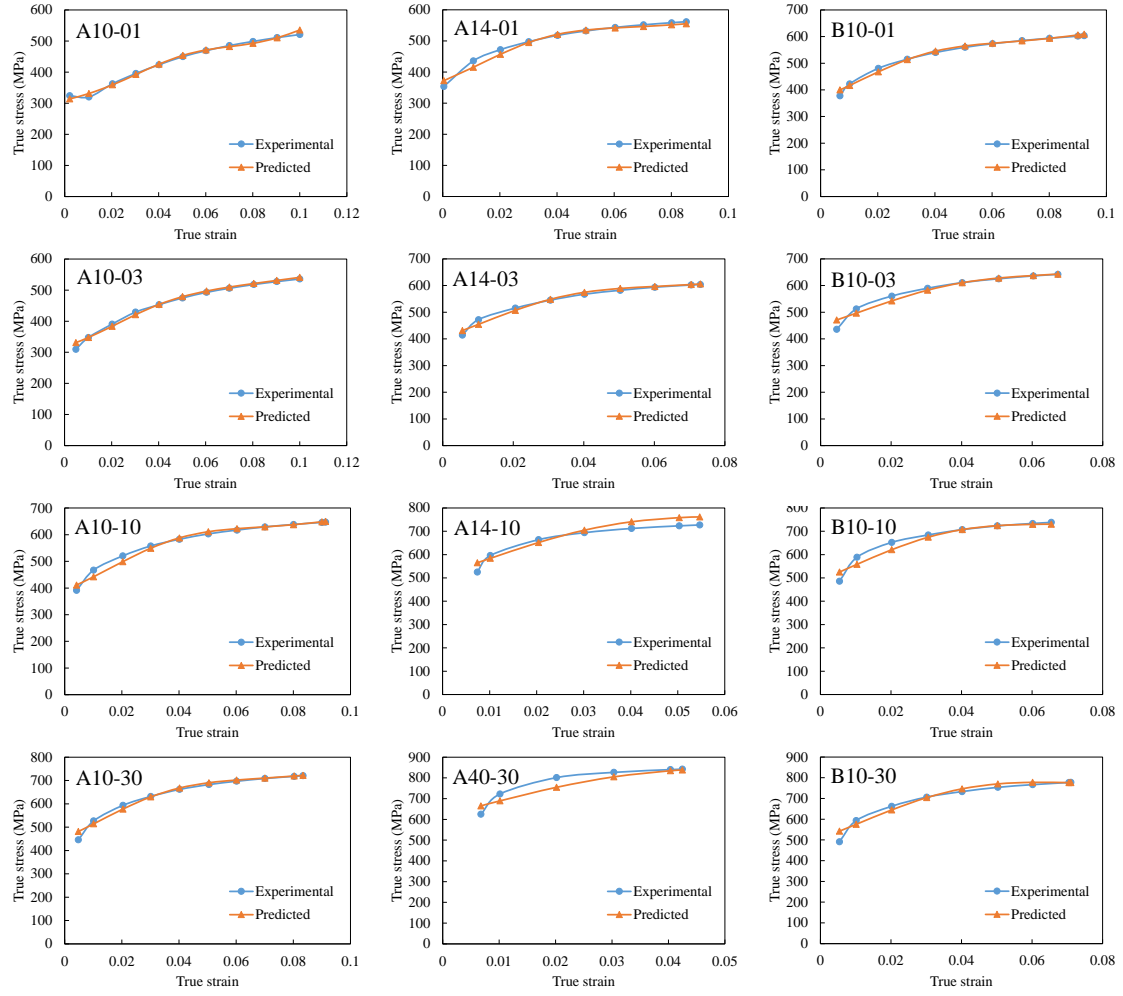 A10-01
True stress (MPa)
600
500
400
300
200
100
0
Experimental
Predicted
0 0.02 0.04 0.06 0.08 0.1 0.12
True strain
A14-01
True stress (MPa)
600
500
400
300
200
100
0
Experimental
Predicted
0 0.02 0.04 0.06 0.08 0.1
True strain
B10-01
True stress (MPa)
700
600
500
400
300
200
100
0
Experimental
Predicted
0 0.02 0.04 0.06 0.08 0.1
True strain
A10-03
True stress (MPa)
600
500
400
300
200
100
0
Experimental
Predicted
0 0.02 0.04 0.06 0.08 0.1 0.12
True strain
A14-03
True stress (MPa)
700
600
500
400
300
200
100
0
Experimental
Predicted
0 0.02 0.04 0.06 0.08
True strain
B10-03
True stress (MPa)
700
600
500
400
300
200
100
0
Experimental
Predicted
0 0.02 0.04 0.06 0.08
True strain
A10-10
True stress (MPa)
700
600
500
400
300
200
100
0
Experimental
Predicted
0 0.02 0.04 0.06 0.08 0.1
True strain
A14-10
True stress (MPa)
800
700
600
500
400
300
200
100
0
Experimental
Predicted
0 0.01 0.02 0.03 0.04 0.05 0.06
True strain
B10-10
True stress (MPa)
800
700
600
500
400
300
200
100
0
Experimental
Predicted
0 0.02 0.04 0.06 0.08
True strain
A10-30
True stress (MPa)
800
700
600
500
400
300
200
100
0
Experimental
Predicted
0 0.02 0.04 0.06 0.08 0.1
True strain
A40-30
True stress (MPa)
900
800
700
600
500
400
300
200
100
0
Experimental
Predicted
0 0.01 0.02 0.03 0.04 0.05
True strain
B10-30
True stress (MPa)
900
800
700
600
500
400
300
200
100
0
Experimental
Predicted
0 0.02 0.04 0.06 0.08
True strain